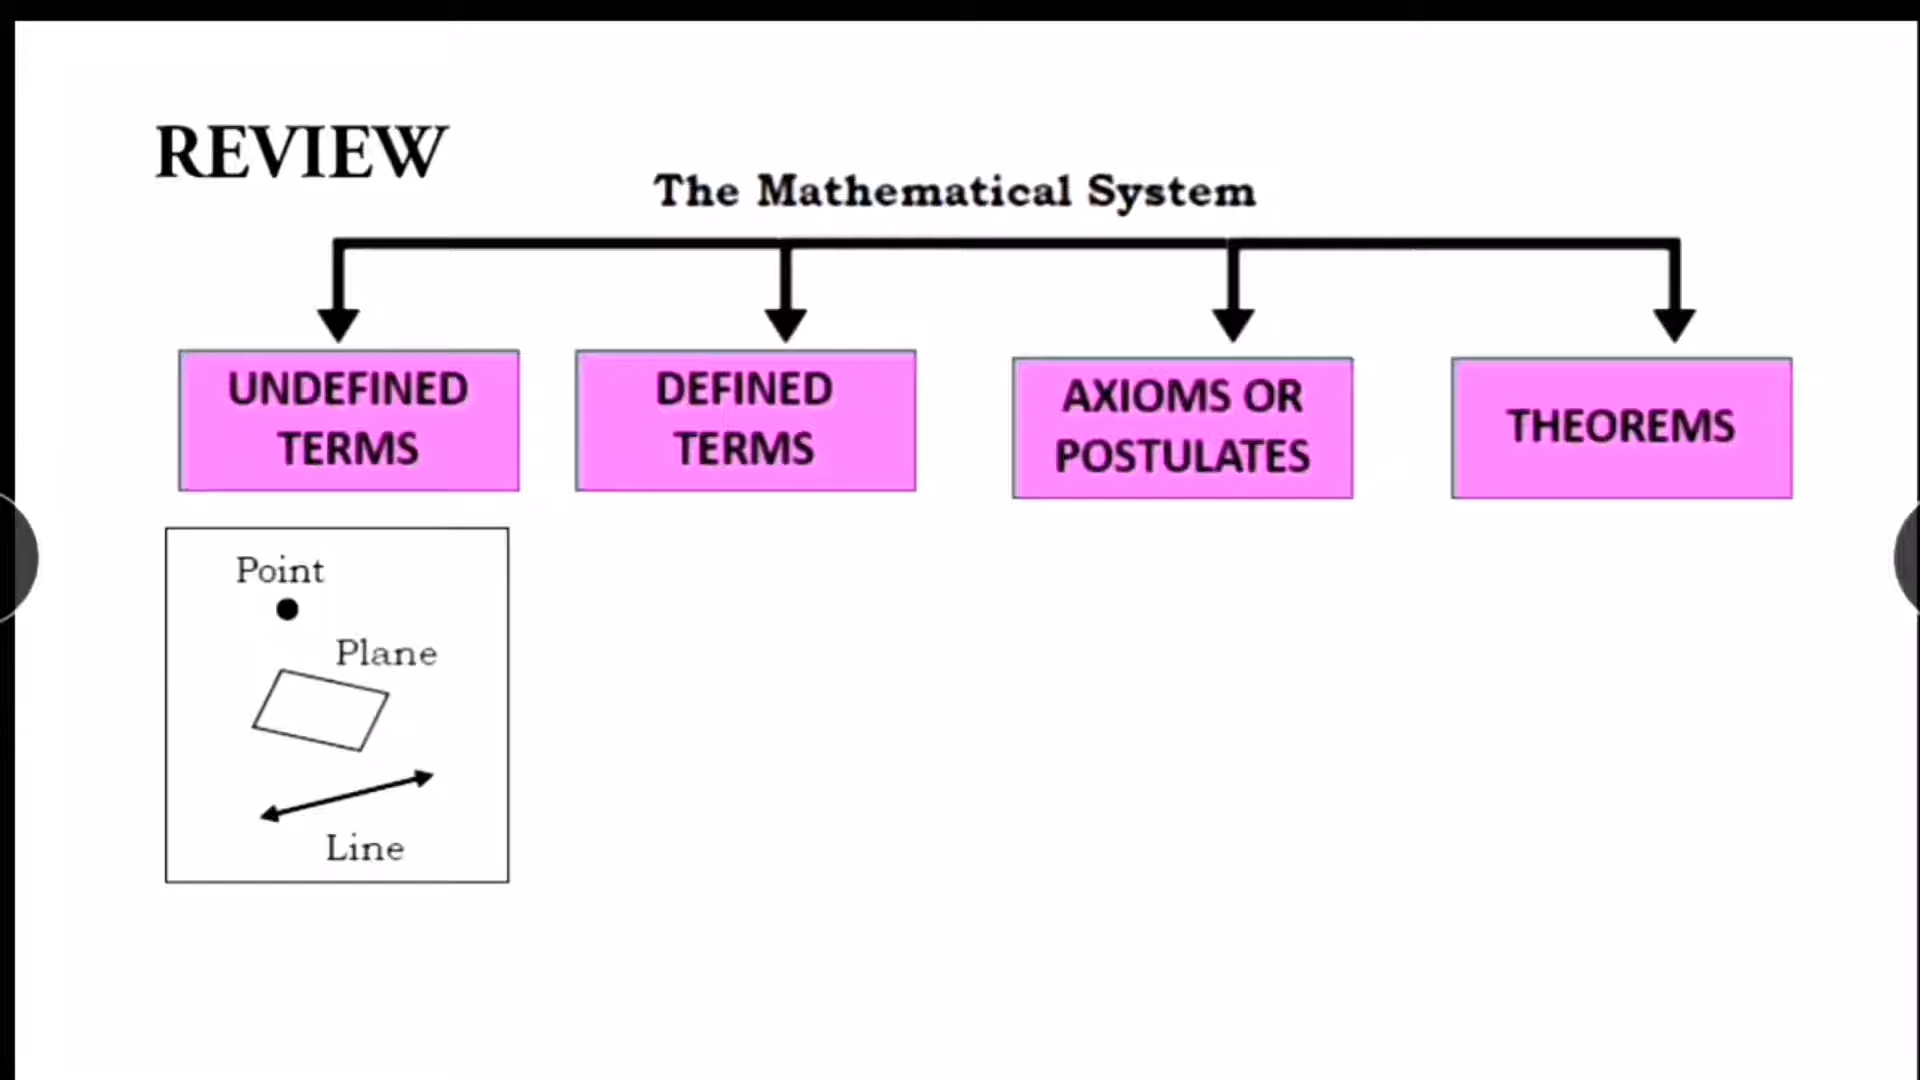 REVIEW
The Mathematical System
UNDEFINED
TERMS
DEFINED
TERMS
AXIOMS OR
POSTULATES
THEOREMS
Point
Plane
Line